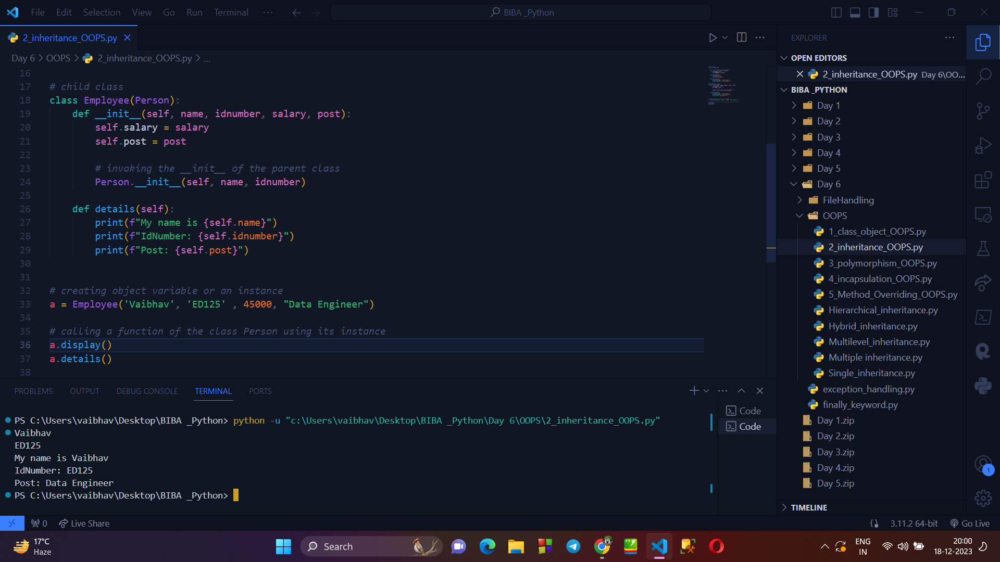 File Edit Selection View Go Run Terminal ··· BIBA _Python
2_inheritance_OOPS.py
Day 6 > OOPS > 2_inheritance_OOPS.py > ...
16
17 # child class
18 class Employee(Person):
19 def __init__(self, name, idnumber, salary, post):
20 self.salary = salary
21 self.post = post
22
23 # invoking the __init__ of the parent class
24 Person.__init__(self, name, idnumber)
25
26 def details(self):
27 print(f"My name is {self.name}")
28 print(f"IdNumber: {self.idnumber}")
29 print(f"Post: {self.post}")
30
31
32 # creating object variable or an instance
33 a = Employee('Vaibhav', 'ED125' , 45000, "Data Engineer")
34
35 # calling a function of the class Person using its instance
36 a.display()
37 a.details()
38
PROBLEMS OUTPUT DEBUG CONSOLE TERMINAL PORTS
PS C:\Users\vaibhav\Desktop\BIBA _Python> python -u "c:\Users\vaibhav\Desktop\BIBA _Python\Day 6\OOPS\2_inheritance_OOPS.py"
Vaibhav
ED125
My name is Vaibhav
IdNumber: ED125
Post: Data Engineer
PS C:\Users\vaibhav\Desktop\BIBA _Python>
Code
Code
EXPLORER
OPEN EDITORS
2_inheritance_OOPS.py Day 6\OO...
BIBA _PYTHON
Day 1
Day 2
Day 3
Day 4
Day 5
Day 6
FileHandling
OOPS
1_class_object_OOPS.py
2_inheritance_OOPS.py
3_polymorphism_OOPS.py
4_incapsulation_OOPS.py
5_Method_Overriding_OOPS.py
Hierarchical_inheritance.py
Hybrid_inheritance.py
Multilevel_inheritance.py
Multiple inheritance.py
Single_inheritance.py
exception_handling.py
finally_keyword.py
Day 1.zip
Day 2.zip
Day 3.zip
Day 4.zip
Day 5.zip
TIMELINE
1
0 Live Share 3.11.2 64-bit Go Live
17°C
Haze
Search
ENG
IN
20:00
18-12-2023